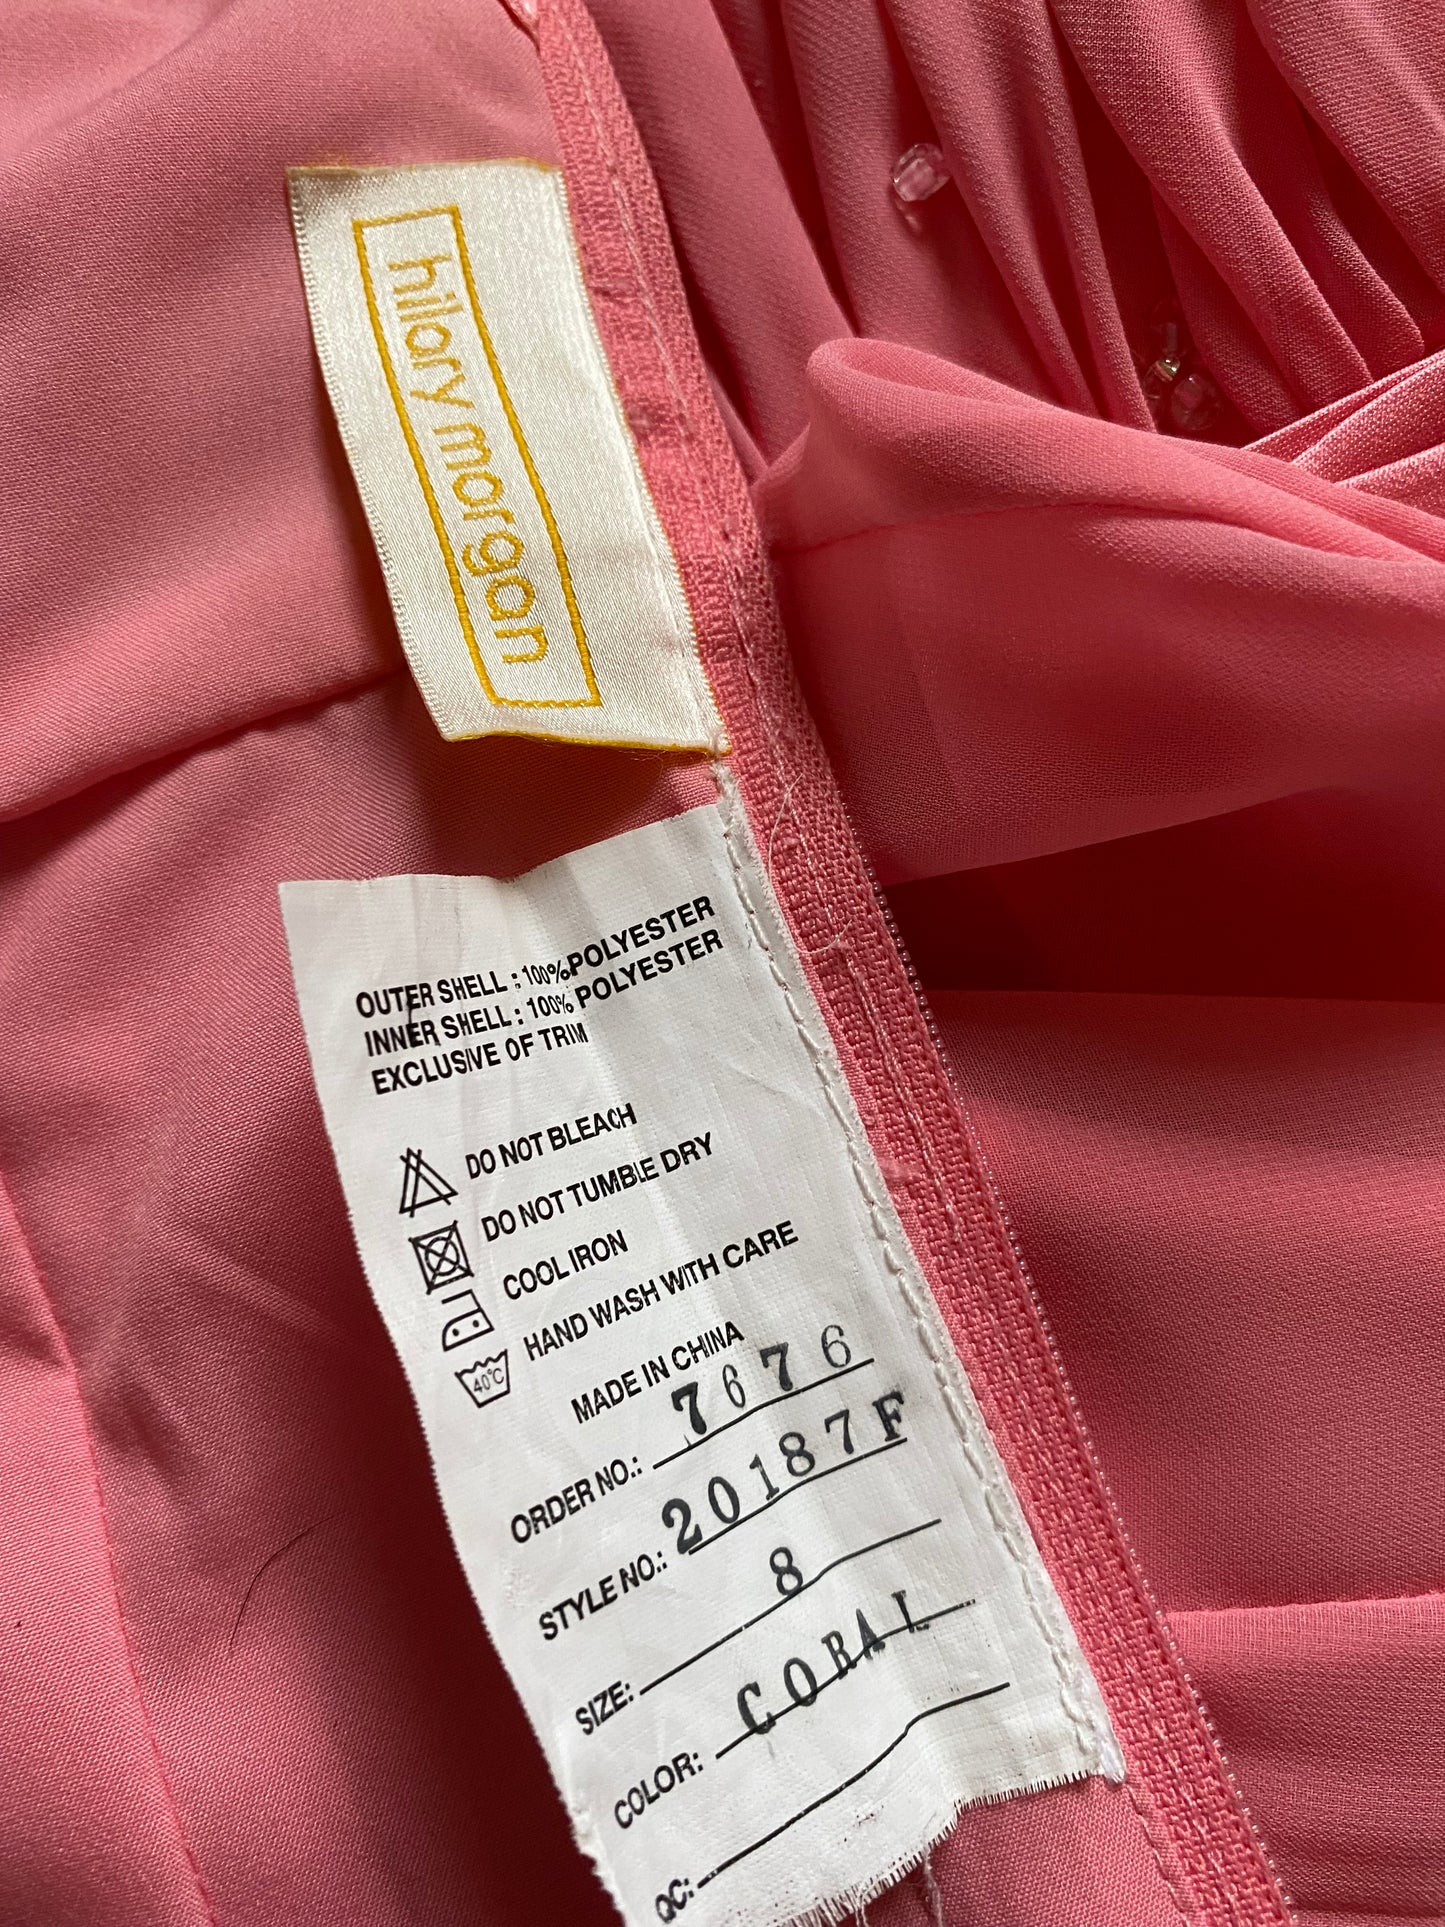 hilary morgan
OUTER SHELL : 100% POLYESTER
INNER SHELL : 100% POLYESTER
EXCLUSIVE OF TRIM
DO NOT BLEACH
DO NOT TUMBLE DRY
COOL IRON
40°C HAND WASH WITH CARE
MADE IN CHINA
ORDER NO.: 7676
STYLE NO.: 20187F
SIZE: 8
COLOR: CORAL
QC: